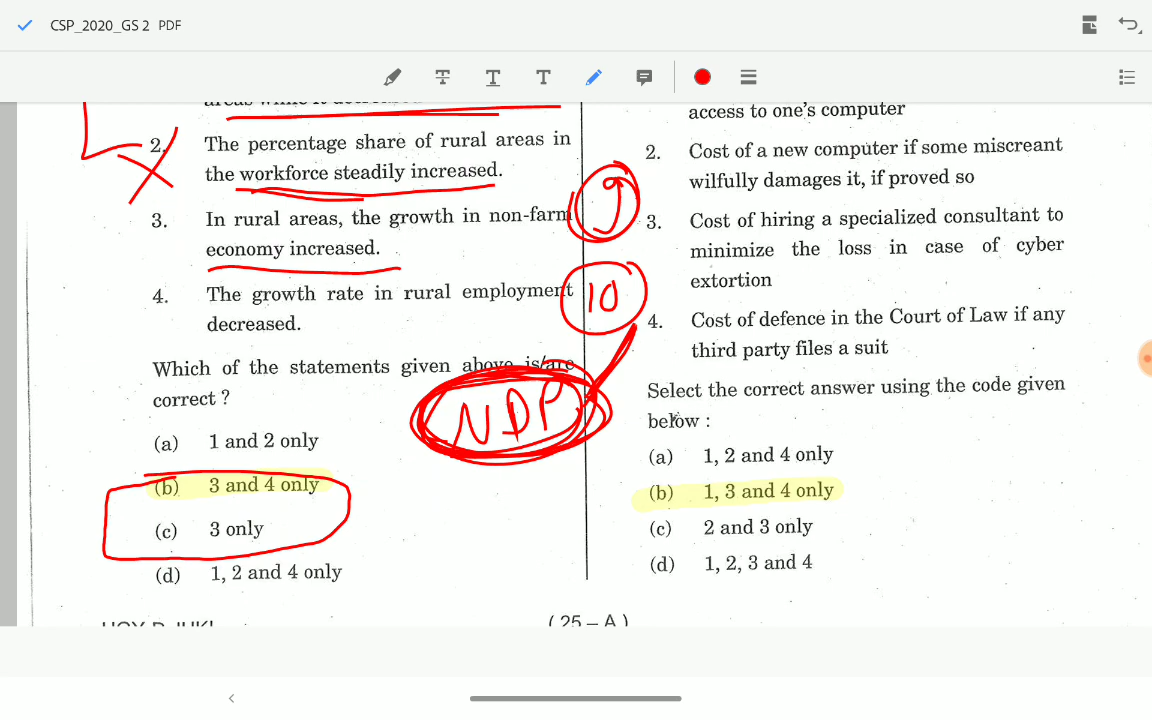 CSP_2020_GS 2 PDF
2. The percentage share of rural areas in
the workforce steadily increased.
3. In rural areas, the growth in non-farm
economy increased.
4. The growth rate in rural employment
decreased.
Which of the statements given above is/are
correct ?
(a) 1 and 2 only
(b) 3 and 4 only
(c) 3 only
(d) 1, 2 and 4 only
10
NDP
access to one's computer
2. Cost of a new computer if some miscreant
wilfully damages it, if proved so
3. Cost of hiring a specialized consultant to
minimize the loss in case of cyber
extortion
4. Cost of defence in the Court of Law if any
third party files a suit
Select the correct answer using the code given
below :
(a) 1, 2 and 4 only
(b) 1, 3 and 4 only
(c) 2 and 3 only
(d) 1, 2, 3 and 4
( 25 – A )